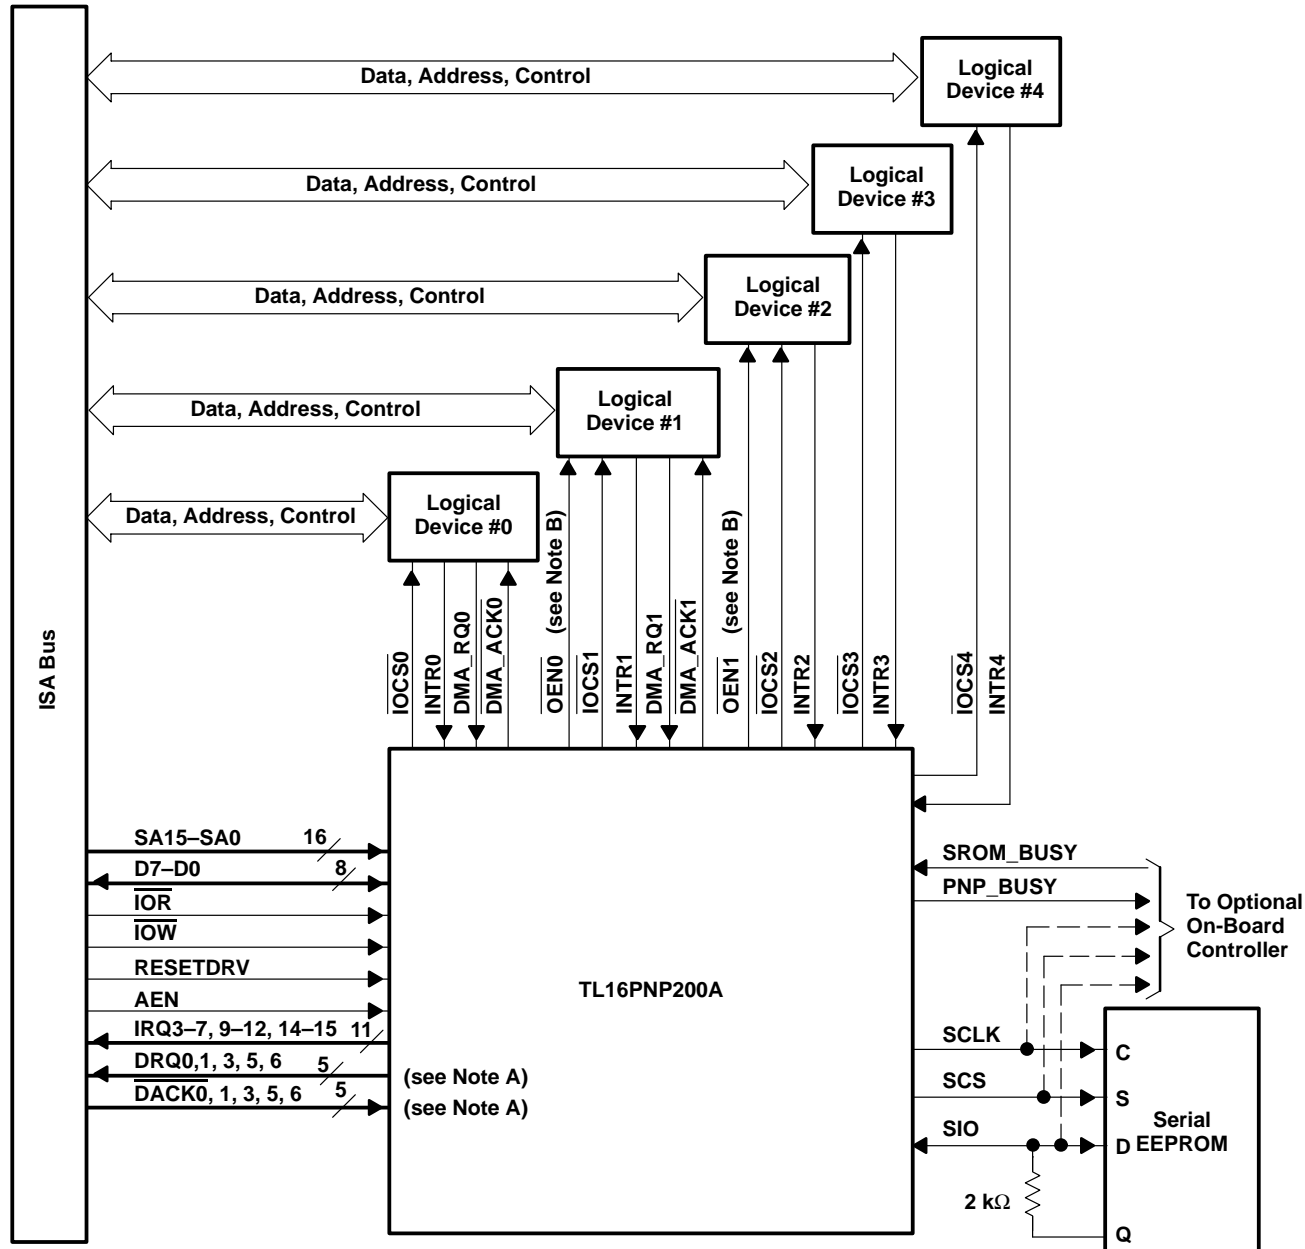 Data, Address, Control
Logical
Device #4
Data, Address, Control
Logical
Device #3
Data, Address, Control
Logical
Device #2
Data, Address, Control
Logical
Device #1
Data, Address, Control
Logical
Device #0
ISA Bus
IOCS0
INTR0
DMA_RQ0
DMA_ACK0
OEN0 (see Note B)
IOCS1
INTR1
DMA_RQ1
DMA_ACK1
OEN1 (see Note B)
IOCS2
INTR2
IOCS3
INTR3
IOCS4
INTR4
SA15–SA0 16
D7–D0 8
IOR
IOW
RESETDRV
AEN
IRQ3–7, 9–12, 14–15 11
DRQ0,1, 3, 5, 6 5
(see Note A)
DACK0, 1, 3, 5, 6 5
(see Note A)
TL16PNP200A
SROM_BUSY
PNP_BUSY
To Optional
On-Board
Controller
SCLK
C
SCS
S
SIO
D
Serial
EEPROM
2 kΩ
Q